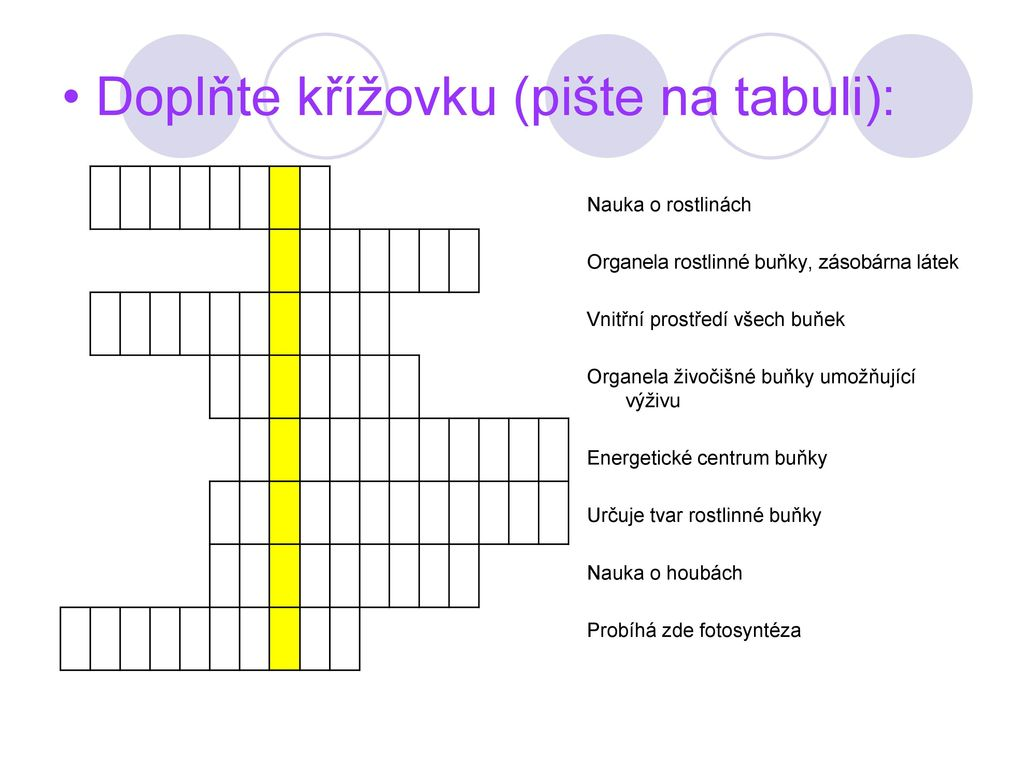 • Doplňte křížovku (pište na tabuli):
Nauka o rostlinách
Organela rostlinné buňky, zásobárna látek
Vnitřní prostředí všech buňek
Organela živočišné buňky umožňující
výživu
Energetické centrum buňky
Určuje tvar rostlinné buňky
Nauka o houbách
Probíhá zde fotosyntéza